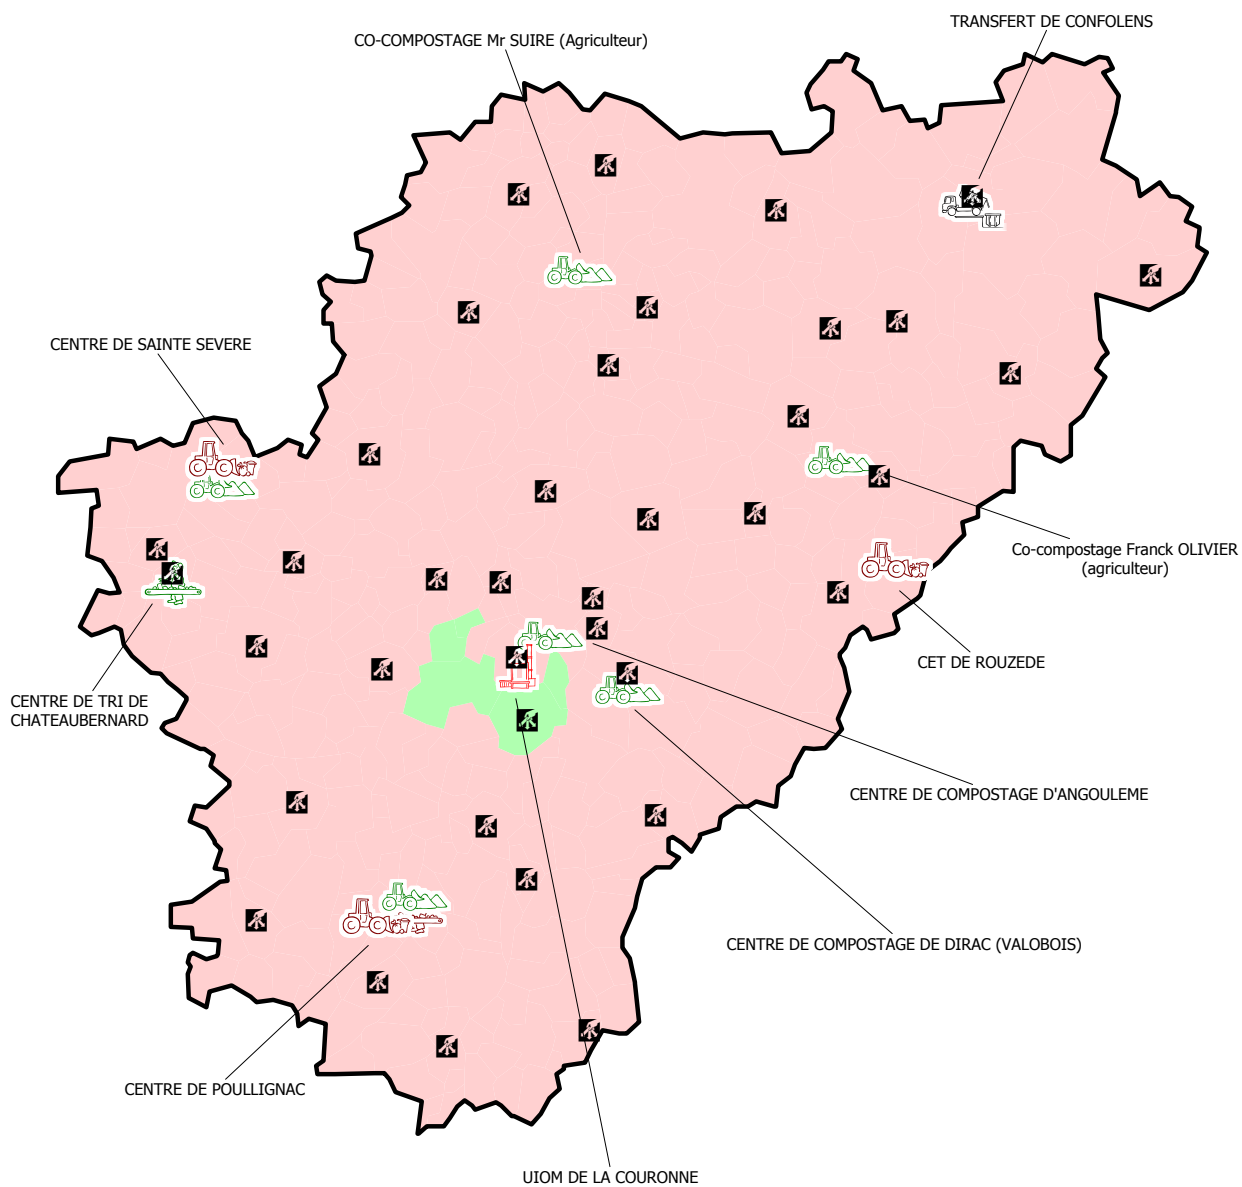 TRANSFERT DE CONFOLENS
CO-COMPOSTAGE Mr SUIRE (Agriculteur)
CENTRE DE SAINTE SEVERE
Co-compostage Franck OLIVIER
(agriculteur)
CET DE ROUZEDE
CENTRE DE TRI DE
CHATEAUBERNARD
CENTRE DE COMPOSTAGE D'ANGOULEME
CENTRE DE COMPOSTAGE DE DIRAC (VALOBOIS)
CENTRE DE POULLIGNAC
UIOM DE LA COURONNE